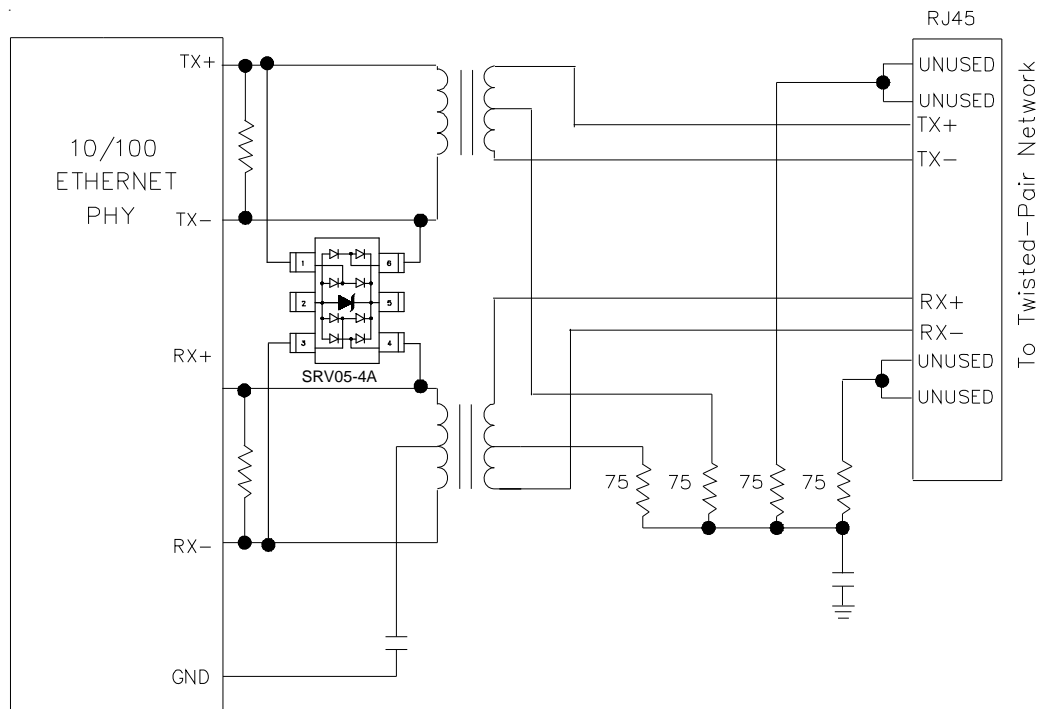 RJ45
TX+
10/100
ETHERNET
PHY
TX-
1
6
2
5
3
4
SRV05-4A
RX+
RX-
GND
UNUSED
UNUSED
TX+
TX-
RX+
RX-
UNUSED
UNUSED
75
75
75
75
To Twisted-Pair Network